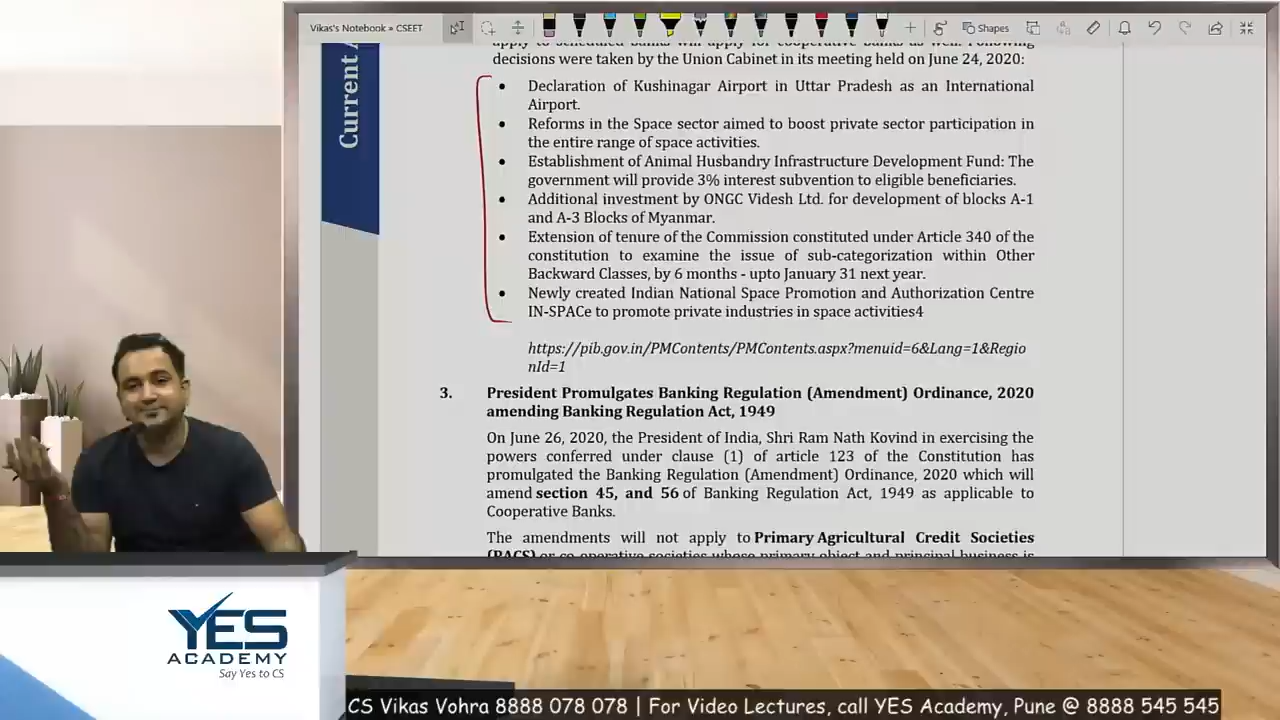 Vikas's Notebook » CSEET
Shapes
Current A
apply to scheduled banks will apply for cooperative banks as well. Following
decisions were taken by the Union Cabinet in its meeting held on June 24, 2020:
• Declaration of Kushinagar Airport in Uttar Pradesh as an International
Airport.
• Reforms in the Space sector aimed to boost private sector participation in
the entire range of space activities.
• Establishment of Animal Husbandry Infrastructure Development Fund: The
government will provide 3% interest subvention to eligible beneficiaries.
• Additional investment by ONGC Videsh Ltd. for development of blocks A-1
and A-3 Blocks of Myanmar.
• Extension of tenure of the Commission constituted under Article 340 of the
constitution to examine the issue of sub-categorization within Other
Backward Classes, by 6 months - upto January 31 next year.
• Newly created Indian National Space Promotion and Authorization Centre
IN-SPACe to promote private industries in space activities4
https://pib.gov.in/PMContents/PMContents.aspx?menuid=6&Lang=1&Regio
nId=1
3. President Promulgates Banking Regulation (Amendment) Ordinance, 2020
amending Banking Regulation Act, 1949
On June 26, 2020, the President of India, Shri Ram Nath Kovind in exercising the
powers conferred under clause (1) of article 123 of the Constitution has
promulgated the Banking Regulation (Amendment) Ordinance, 2020 which will
amend section 45, and 56 of Banking Regulation Act, 1949 as applicable to
Cooperative Banks.
The amendments will not apply to Primary Agricultural Credit Societies
(PACS) or co-operative societies whose primary object and principal business is
YES
ACADEMY
Say Yes to CS
CS Vikas Vohra 8888 078 078 | For Video Lectures, call YES Academy, Pune @ 8888 545 545